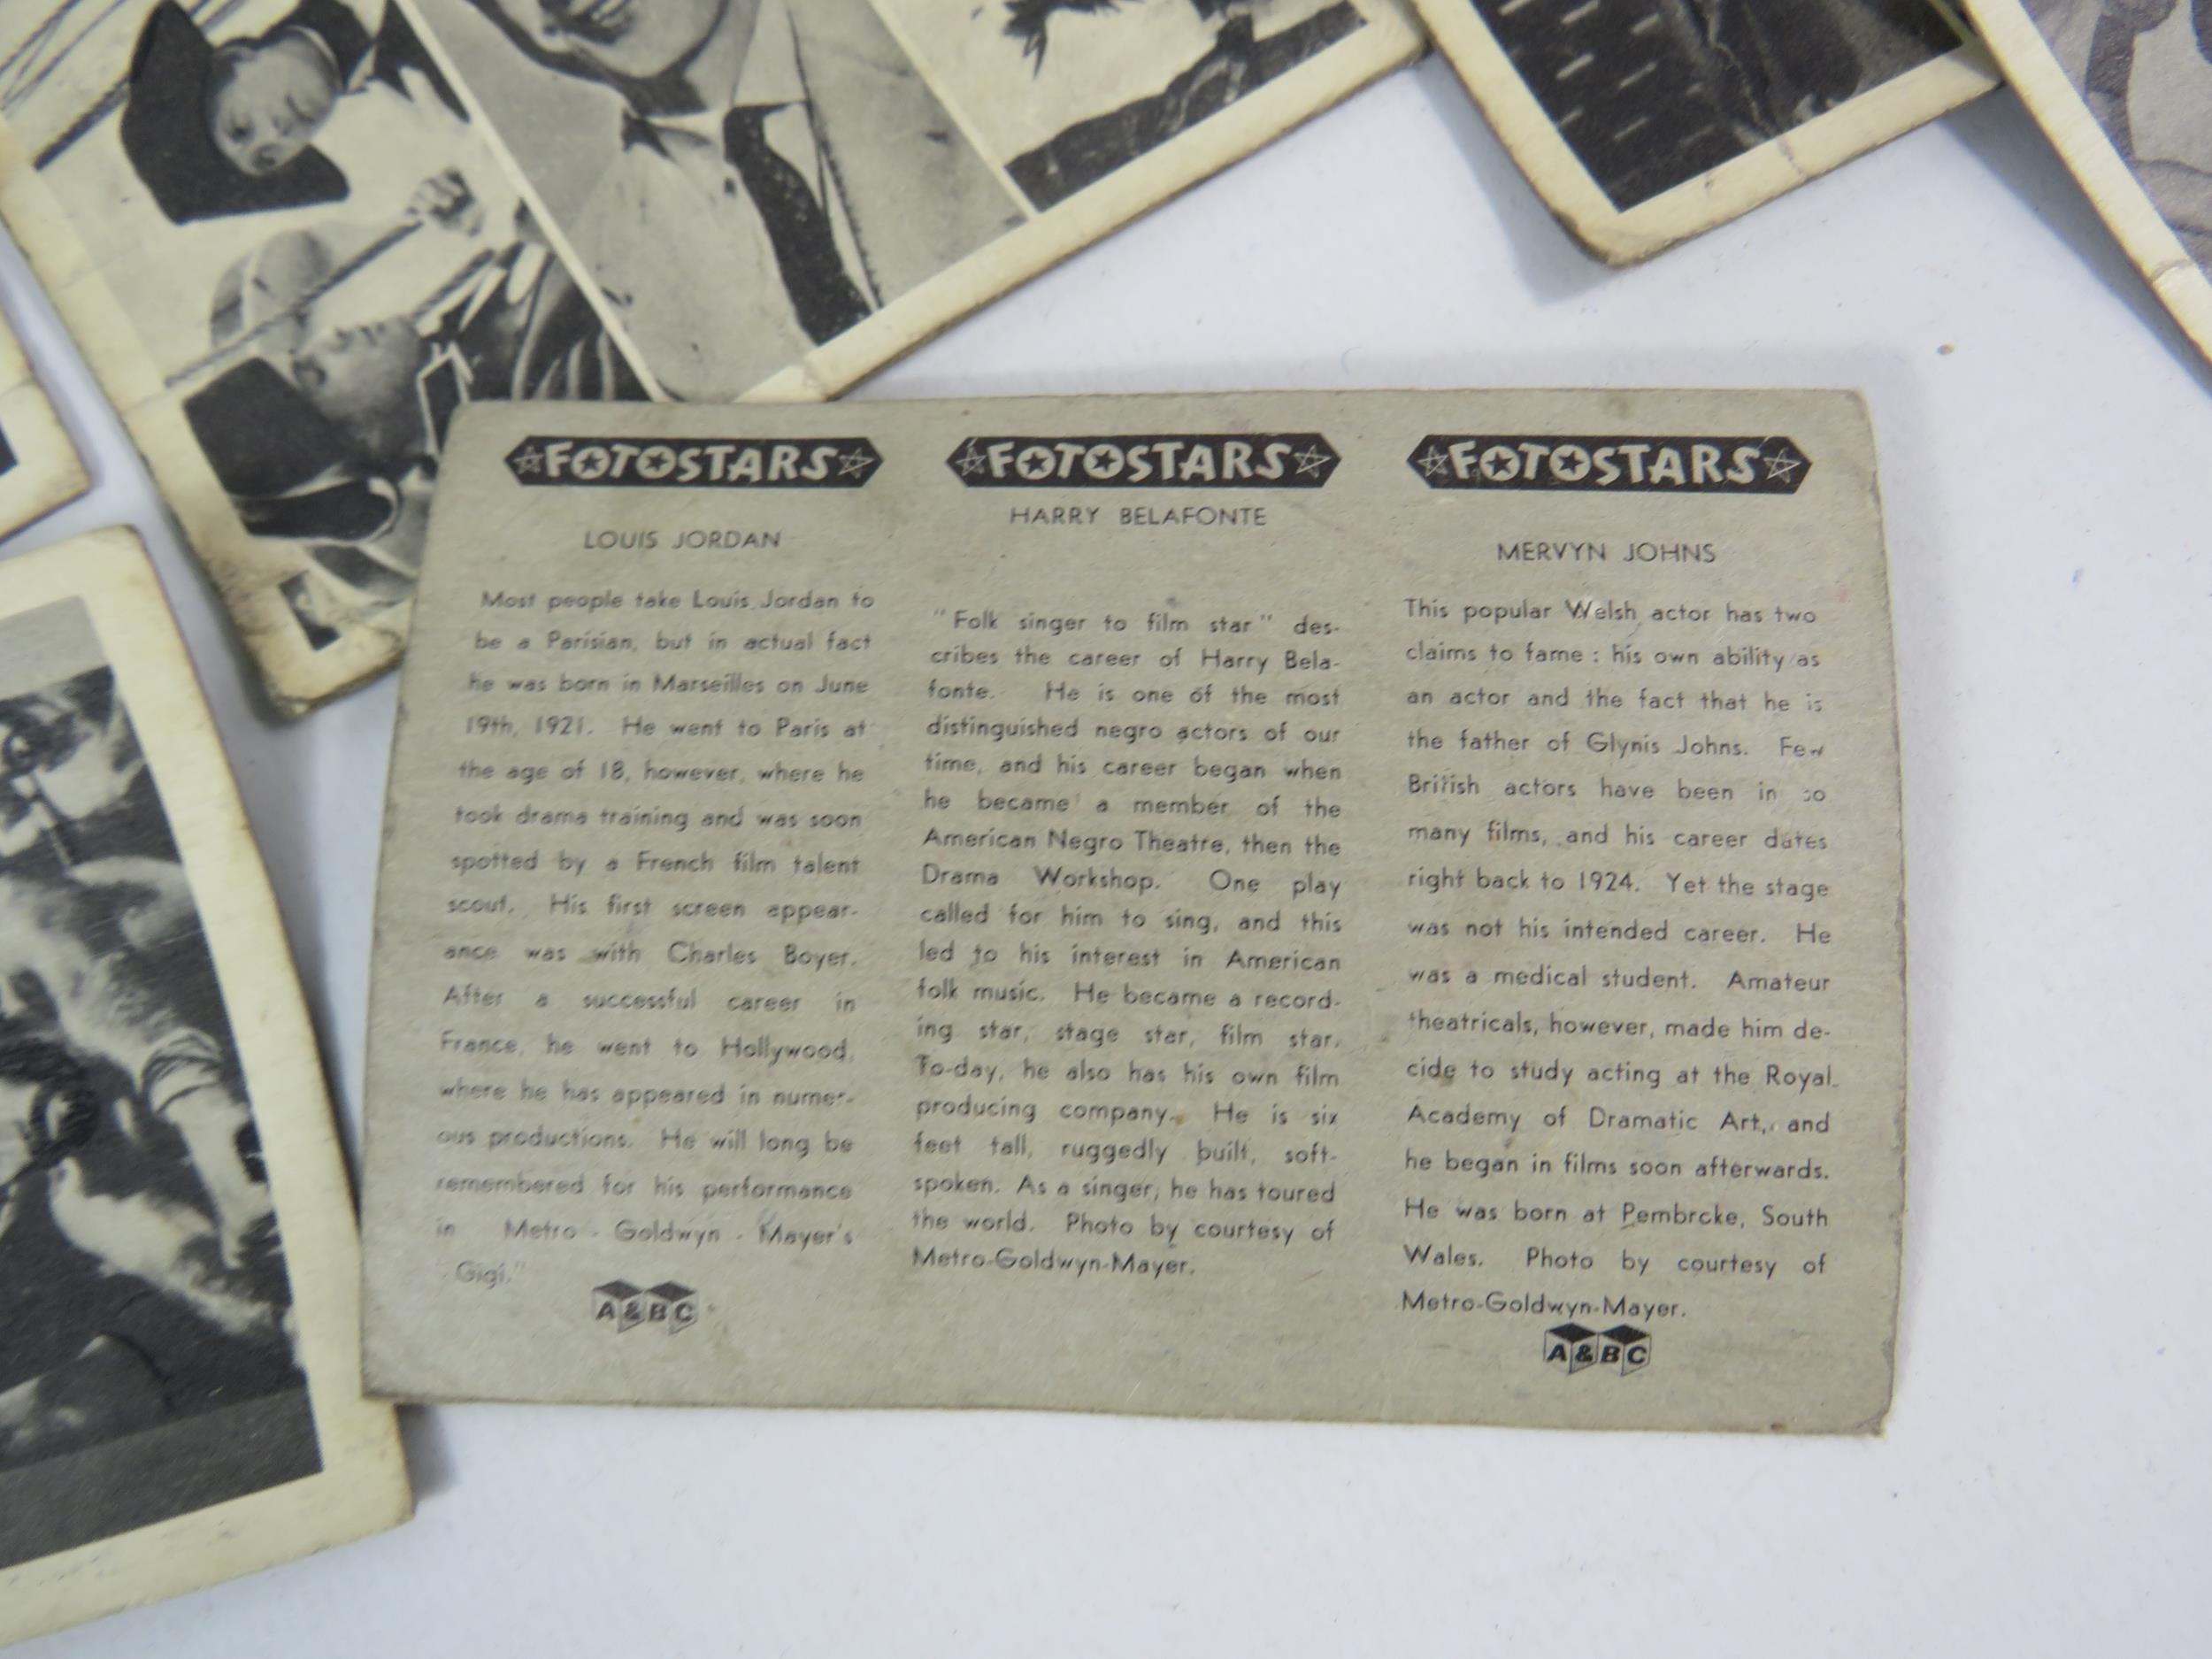 FOTOSTARS
LOUIS JORDAN
Most people take Louis Jordan to
be a Parisian, but in actual fact
he was born in Marseilles on June
19th, 1921. He went to Paris at
the age of 18, however, where he
took drama training and was soon
spotted by a French film talent
scout. His first screen appear-
ance was with Charles Boyer.
After a successful career in
France, he went to Hollywood,
where he has appeared in numer-
ous productions. He will long be
remembered for his performance
in Metro-Goldwyn-Mayer's
"Gigi."
A&BC
FOTOSTARS
HARRY BELAFONTE
"Folk singer to film star" des-
cribes the career of Harry Bela-
fonte. He is one of the most
distinguished negro actors of our
time, and his career began when
he became a member of the
American Negro Theatre, then the
Drama Workshop. One play
called for him to sing, and this
led to his interest in American
folk music. He became a record-
ing star, stage star, film star.
To-day, he also has his own film
producing company. He is six
feet tall, ruggedly built, soft-
spoken. As a singer, he has toured
the world. Photo by courtesy of
Metro-Goldwyn-Mayer.
FOTOSTARS
MERVYN JOHNS
This popular Welsh actor has two
claims to fame : his own ability as
an actor and the fact that he is
the father of Glynis Johns. Few
British actors have been in so
many films, and his career dates
right back to 1924. Yet the stage
was not his intended career. He
was a medical student. Amateur
theatricals, however, made him de-
cide to study acting at the Royal
Academy of Dramatic Art, and
he began in films soon afterwards.
He was born at Pembroke, South
Wales. Photo by courtesy of
Metro-Goldwyn-Mayer.
A&BC